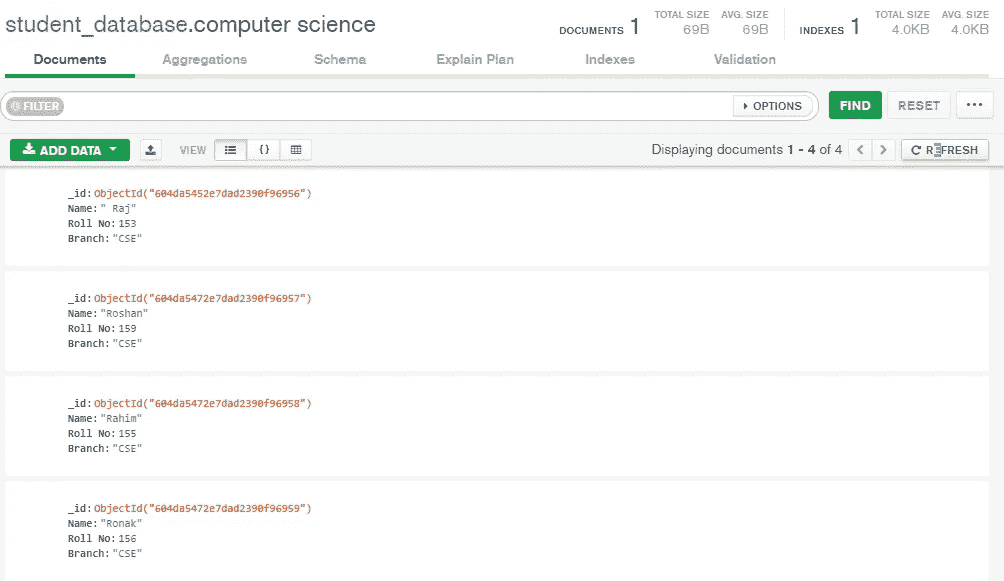 student_database.computer science
DOCUMENTS 1 TOTAL SIZE 69B AVG. SIZE 69B INDEXES 1 TOTAL SIZE 4.0KB AVG. SIZE 4.0KB
Documents Aggregations Schema Explain Plan Indexes Validation
FILTER OPTIONS FIND RESET ...
ADD DATA VIEW {} Displaying documents 1 - 4 of 4 < > REFRESH
_id: ObjectId("604da5452e7dad2390f96956")
Name: " Raj"
Roll No: 153
Branch: "CSE"
_id: ObjectId("604da5472e7dad2390f96957")
Name: "Roshan"
Roll No: 159
Branch: "CSE"
_id: ObjectId("604da5472e7dad2390f96958")
Name: "Rahim"
Roll No: 155
Branch: "CSE"
_id: ObjectId("604da5472e7dad2390f96959")
Name: "Ronak"
Roll No: 156
Branch: "CSE"